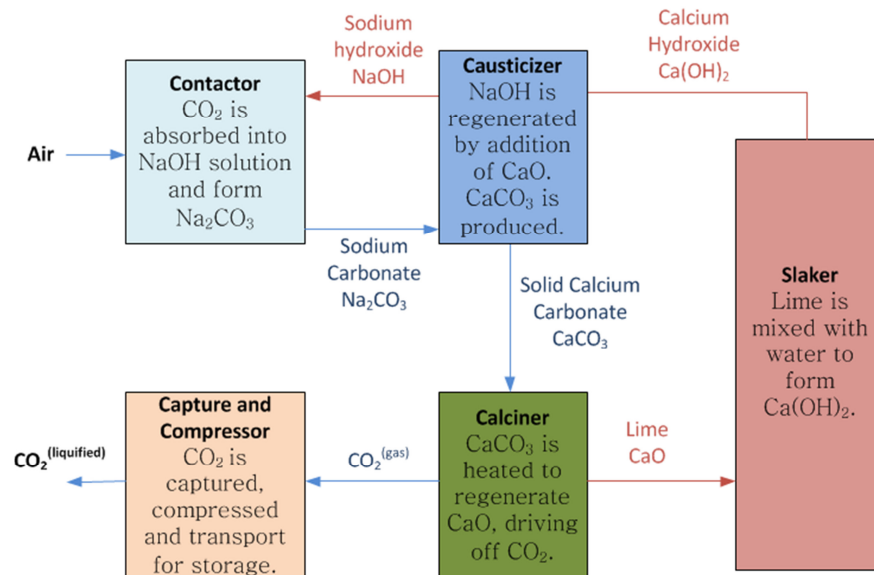 Sodium
hydroxide
NaOH
Calcium
Hydroxide
Ca(OH)₂
Contactor
CO₂ is
absorbed into
NaOH solution
and form
Na₂CO₃
Causticizer
NaOH is
regenerated
by addition
of CaO.
CaCO₃ is
produced.
Air
Sodium
Carbonate
Na₂CO₃
Solid Calcium
Carbonate
CaCO₃
Slaker
Lime is
mixed with
water to
form
Ca(OH)₂.
Capture and
Compressor
CO₂ is
captured,
compressed
and transport
for storage.
CO₂⁽ˡⁱᑫᵘⁱᶠⁱᵉᵈ⁾
CO₂⁽ᵍᵃˢ⁾
Calciner
CaCO₃ is
heated to
regenerate
CaO, driving
off CO₂.
Lime
CaO